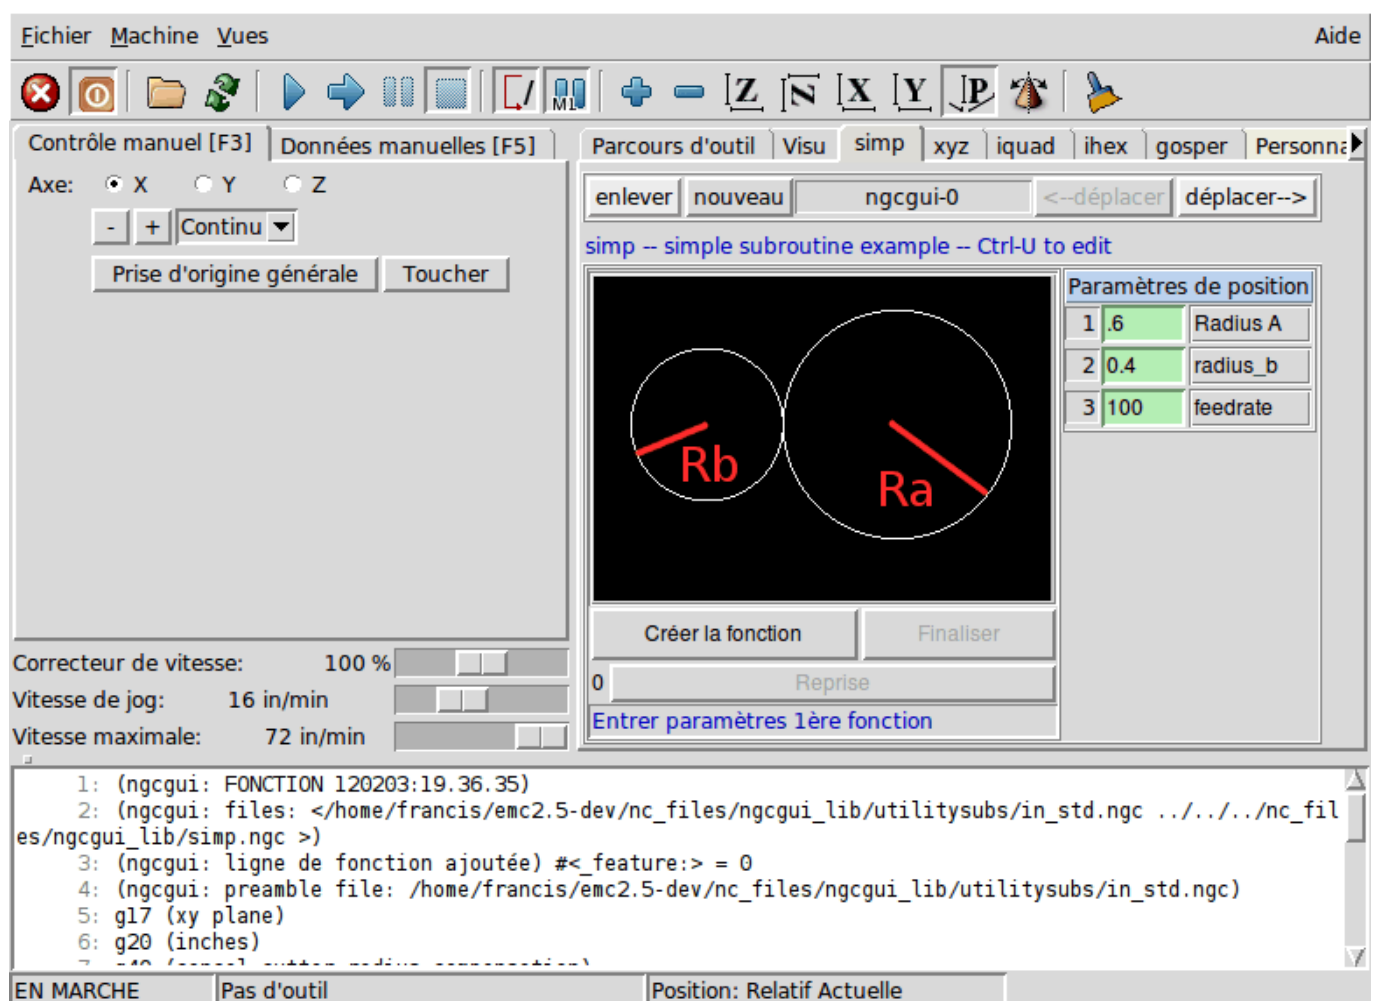 Fichier Machine Vues Aide
M1 Z N X Y P
Contrôle manuel [F3] Données manuelles [F5]
Parcours d'outil Visu simp xyz iquad ihex gosper Personna
Axe: X Y Z
- + Continu
Prise d'origine générale Toucher
enlever nouveau ngcgui-0 <--déplacer déplacer-->
simp -- simple subroutine example -- Ctrl-U to edit
Rb Ra
Paramètres de position
1 .6 Radius A
2 0.4 radius_b
3 100 feedrate
Créer la fonction Finaliser
0 Reprise
Entrer paramètres 1ère fonction
Correcteur de vitesse: 100 %
Vitesse de jog: 16 in/min
Vitesse maximale: 72 in/min
1: (ngcgui: FONCTION 120203:19.36.35)
2: (ngcgui: files: </home/francis/emc2.5-dev/nc_files/ngcgui_lib/utilitysubs/in_std.ngc ../../../nc_fil
es/ngcgui_lib/simp.ngc >)
3: (ngcgui: ligne de fonction ajoutée) #<_feature:> = 0
4: (ngcgui: preamble file: /home/francis/emc2.5-dev/nc_files/ngcgui_lib/utilitysubs/in_std.ngc)
5: g17 (xy plane)
6: g20 (inches)
7: g40 (cancel cutter radius compensation)
EN MARCHE Pas d'outil Position: Relatif Actuelle